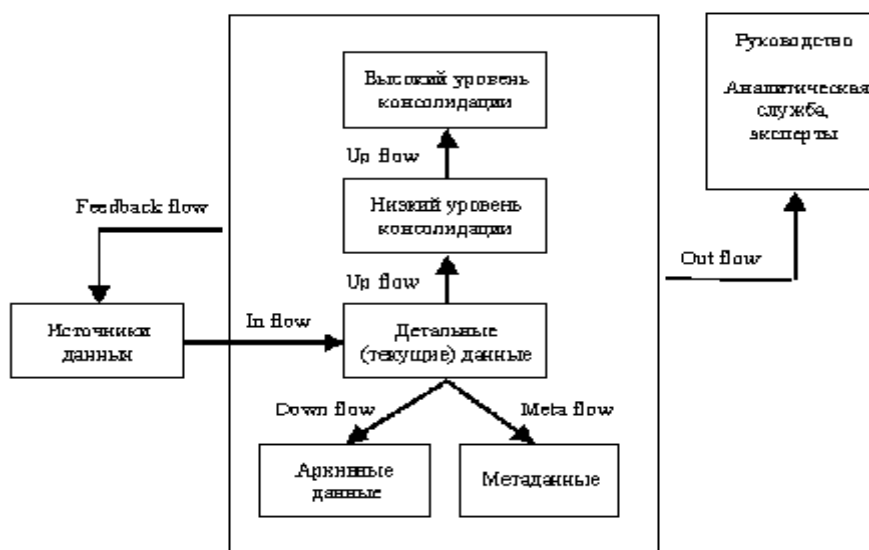 Руководство
Аналитическая
служба,
эксперты
Высокий уровень
консолидации
Up flow
Низкий уровень
консолидации
Feedback flow
Out flow
Up flow
In flow
Источники
данных
Детальные
(текущие) данные
Down flow
Meta flow
Архивные
данные
Метаданные